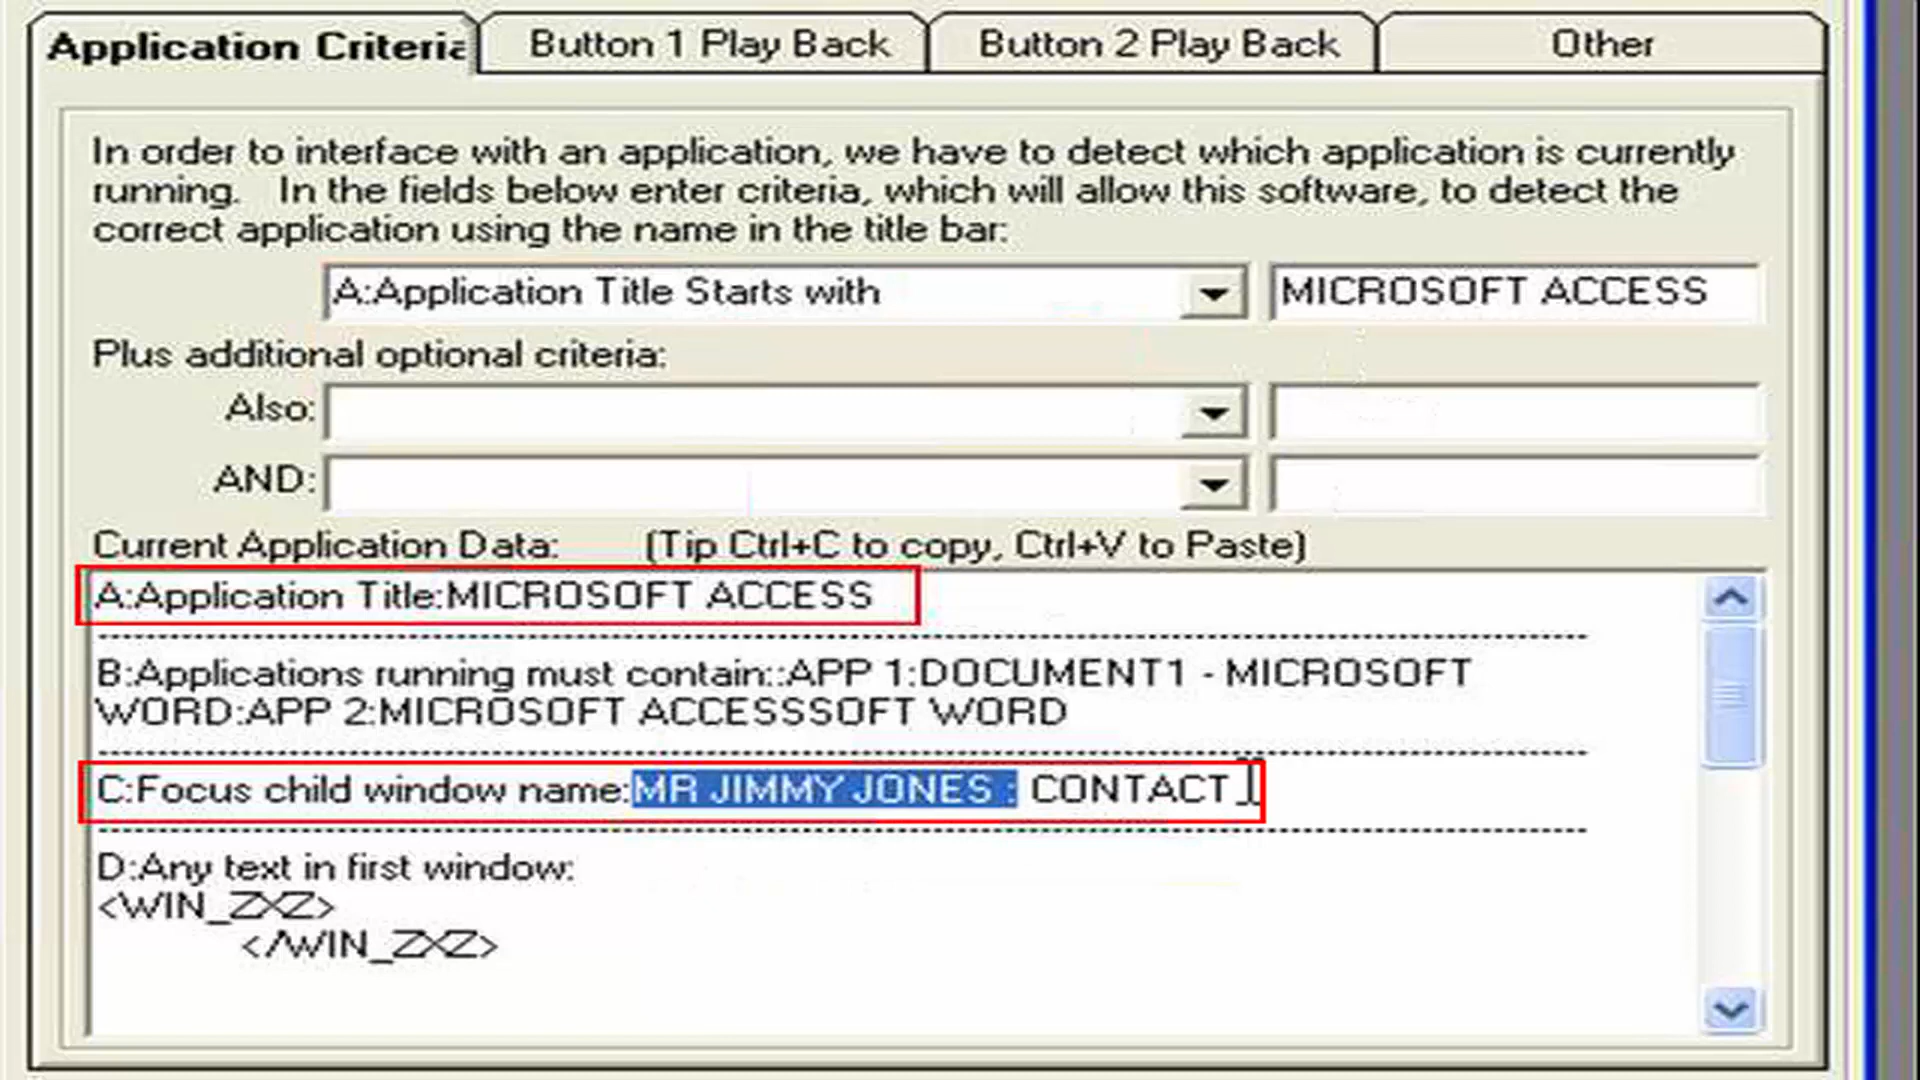 Application Criteria
Button 1 Play Back
Button 2 Play Back
Other
In order to interface with an application, we have to detect which application is currently
running.   In the fields below enter criteria, which will allow this software, to detect the
correct application using the name in the title bar:
A:Application Title Starts with
MICROSOFT ACCESS
Plus additional optional criteria:
Also:
AND:
Current Application Data:   (Tip Ctrl+C to copy, Ctrl+V to Paste)
A:Application Title:MICROSOFT ACCESS
B:Applications running must contain::APP 1:DOCUMENT1 - MICROSOFT
WORD:APP 2:MICROSOFT ACCESSSOFT WORD
C:Focus child window name:MR JIMMY JONES : CONTACT
D:Any text in first window:
<WIN_ZXZ>
</WIN_ZXZ>